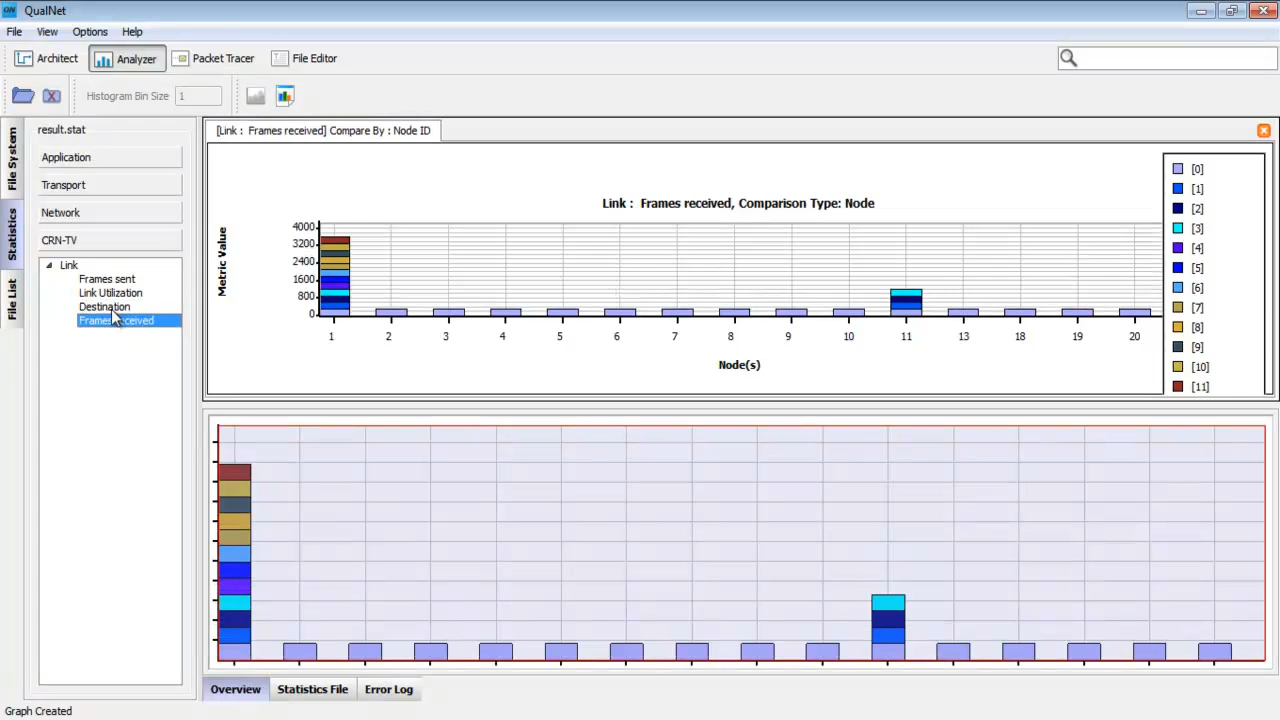 QN QualNet
File View Options Help
Architect Analyzer Packet Tracer File Editor
Histogram Bin Size 1
File System
Statistics
File List
result.stat
Application
Transport
Network
CRN-TV
Link
Frames sent
Link Utilization
Destination
Frames received
[Link : Frames received] Compare By : Node ID
Link : Frames received, Comparison Type: Node
Metric Value
4000
3200
2400
1600
800
0
1 2 3 4 5 6 7 8 9 10 11 13 18 19 20
Node(s)
[0]
[1]
[2]
[3]
[4]
[5]
[6]
[7]
[8]
[9]
[10]
[11]
Overview Statistics File Error Log
Graph Created